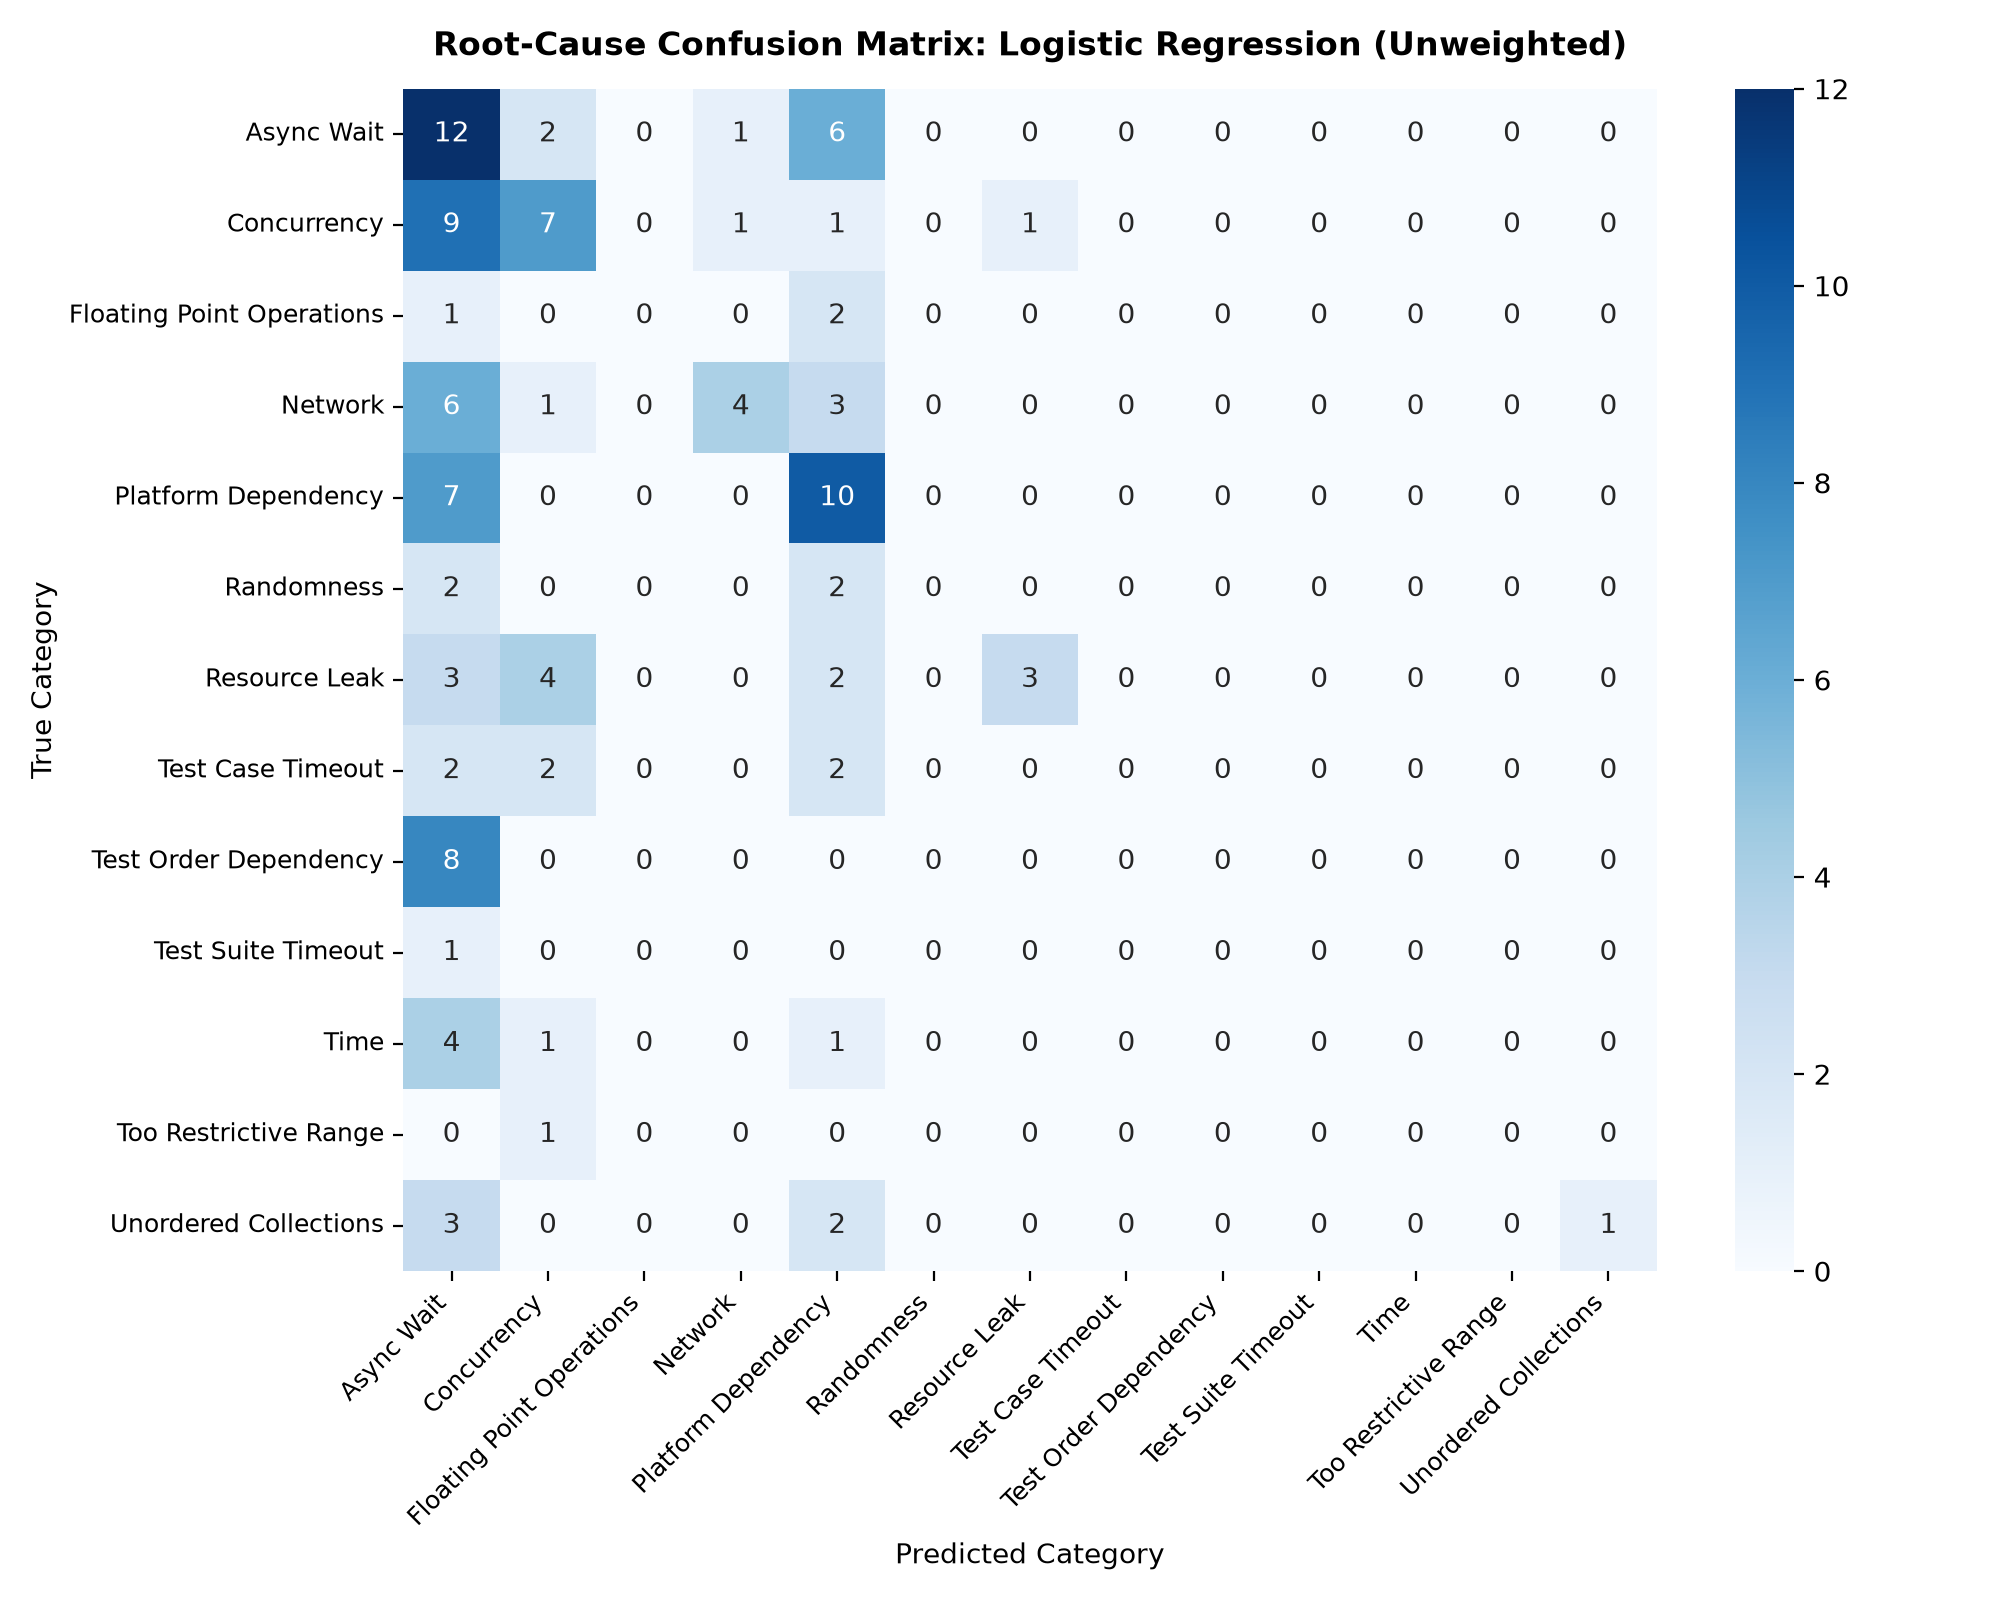 Root-Cause Confusion Matrix: Logistic Regression (Unweighted)
True Category
Async Wait 12 2 0 1 6 0 0 0 0 0 0 0 0
Concurrency 9 7 0 1 1 0 1 0 0 0 0 0 0
Floating Point Operations 1 0 0 0 2 0 0 0 0 0 0 0 0
Network 6 1 0 4 3 0 0 0 0 0 0 0 0
Platform Dependency 7 0 0 0 10 0 0 0 0 0 0 0 0
Randomness 2 0 0 0 2 0 0 0 0 0 0 0 0
Resource Leak 3 4 0 0 2 0 3 0 0 0 0 0 0
Test Case Timeout 2 2 0 0 2 0 0 0 0 0 0 0 0
Test Order Dependency 8 0 0 0 0 0 0 0 0 0 0 0 0
Test Suite Timeout 1 0 0 0 0 0 0 0 0 0 0 0 0
Time 4 1 0 0 1 0 0 0 0 0 0 0 0
Too Restrictive Range 0 1 0 0 0 0 0 0 0 0 0 0 0
Unordered Collections 3 0 0 0 2 0 0 0 0 0 0 0 1
Async Wait
Concurrency
Floating Point Operations
Network
Platform Dependency
Randomness
Resource Leak
Test Case Timeout
Test Order Dependency
Test Suite Timeout
Time
Too Restrictive Range
Unordered Collections
Predicted Category
12
10
8
6
4
2
0